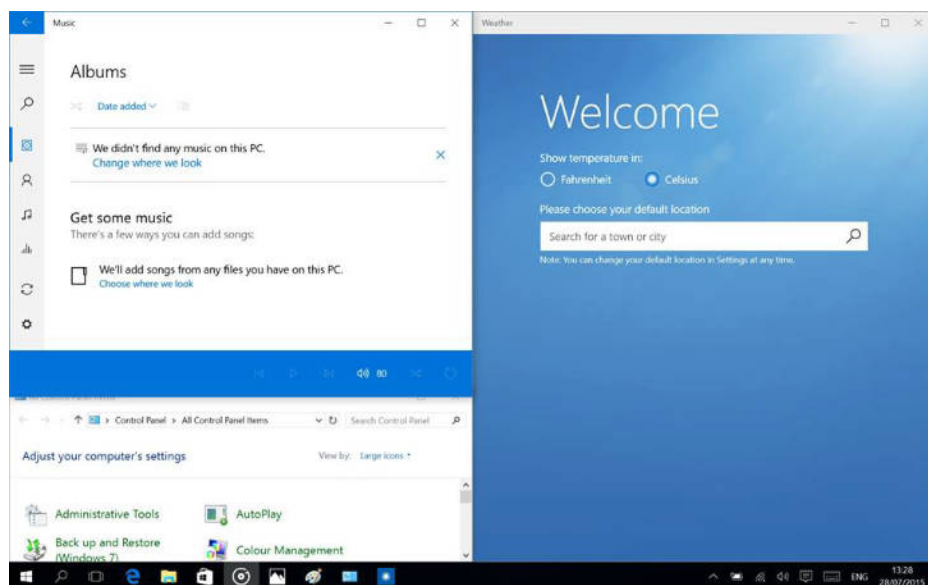 Music
Albums
Date added
We didn't find any music on this PC.
Change where we look
Get some music
There's a few ways you can add songs:
We'll add songs from any files you have on this PC.
Choose where we look
80
Control Panel
All Control Panel Items
Search Control Panel
Adjust your computer's settings
View by:
Large icons
Administrative Tools
AutoPlay
Back up and Restore
(Windows 7)
Colour Management
Weather
Welcome
Show temperature in:
Fahrenheit
Celsius
Please choose your default location
Search for a town or city
Note: You can change your default location in Settings at any time.
ENG
13:28
28/07/2015